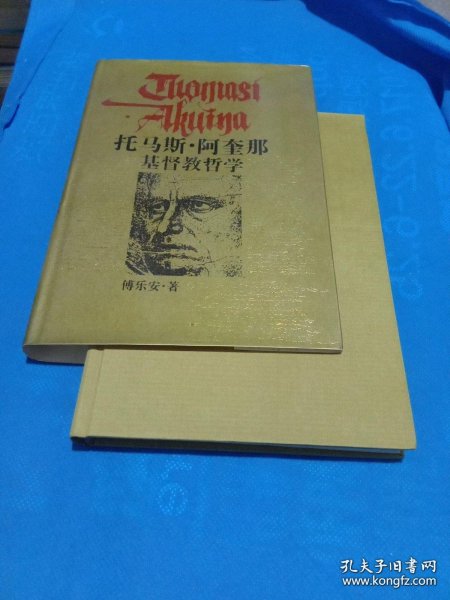 Thomasi
Akuina
托马斯·阿奎那
基督教哲学
傅乐安·著
孔夫子旧书网
www.kongfz.com